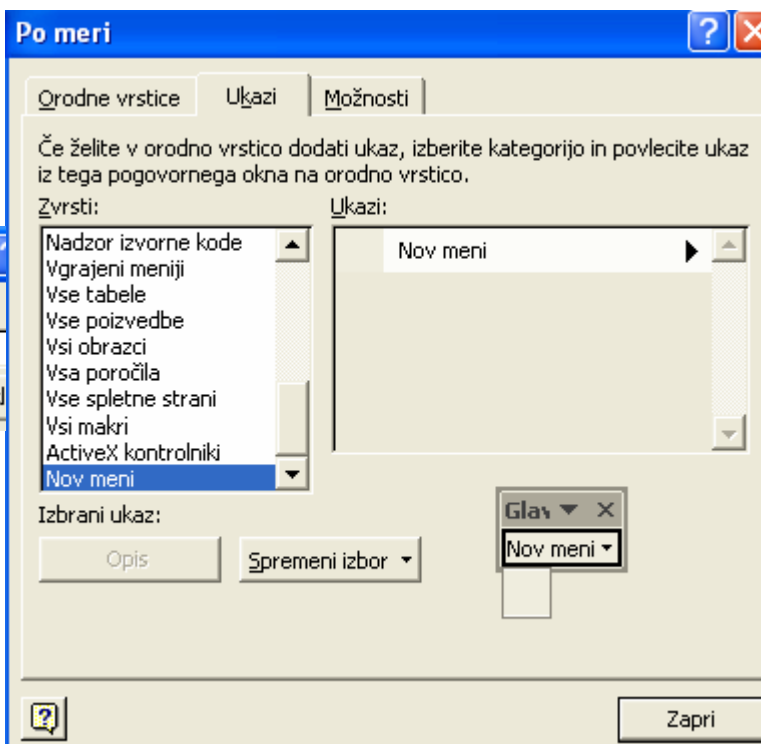 Po meri
Orodne vrstice Ukazi Možnosti
Če želite v orodno vrstico dodati ukaz, izberite kategorijo in povlecite ukaz
iz tega pogovornega okna na orodno vrstico.
Zvrsti: Ukazi:
Nadzor izvorne kode
Vgrajeni meniji
Vse tabele
Vse poizvedbe
Vsi obrazci
Vsa poročila
Vse spletne strani
Vsi makri
ActiveX kontrolniki
Nov meni
Nov meni
Izbrani ukaz:
Opis Spremeni izbor
Glav
Nov meni
Zapri